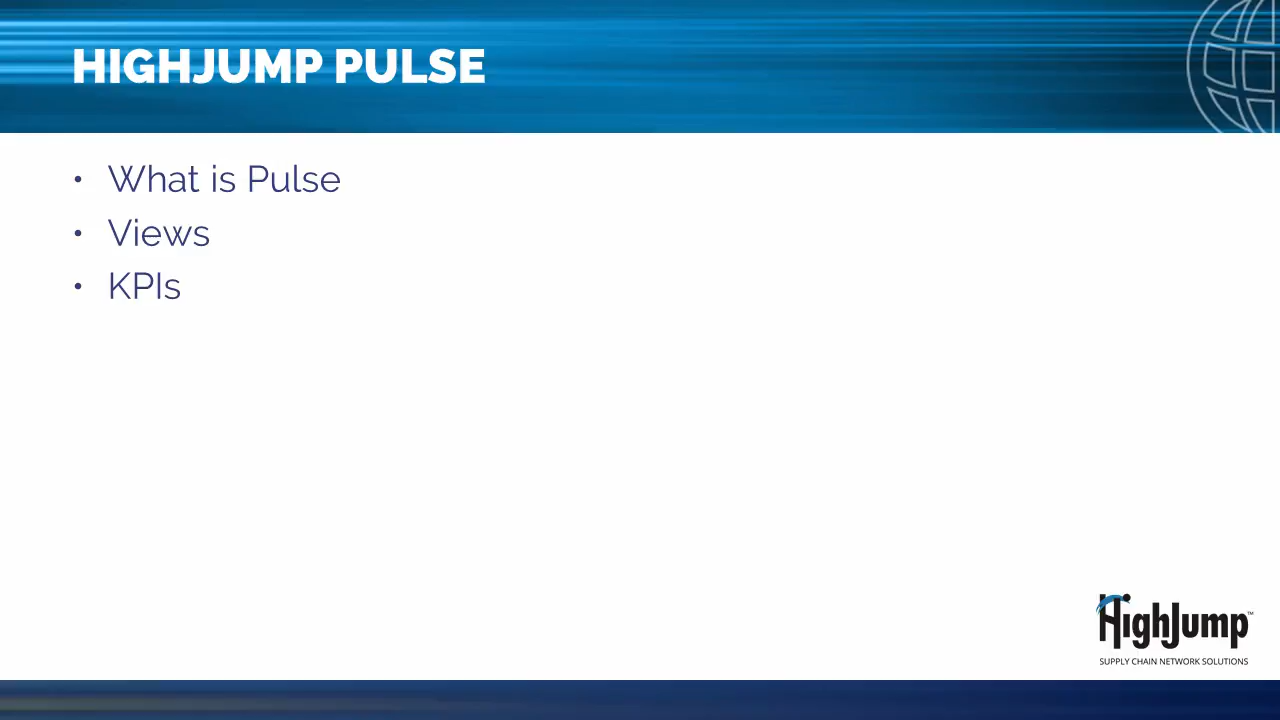 HIGHJUMP PULSE
• What is Pulse
• Views
• KPIs
HighJump™
SUPPLY CHAIN NETWORK SOLUTIONS